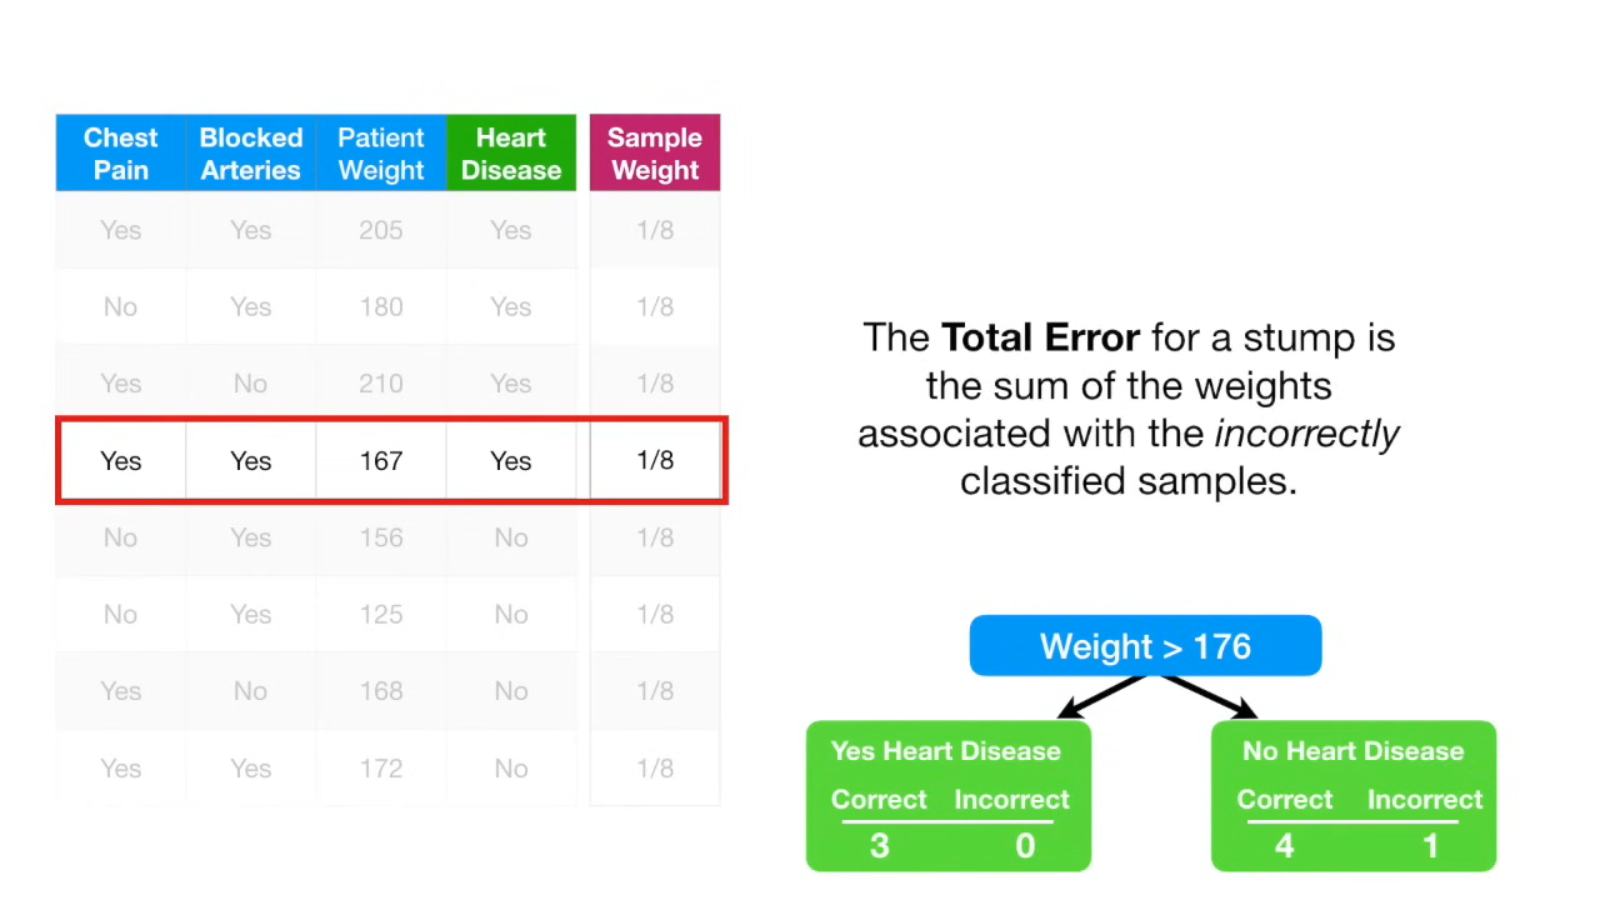 Chest Pain Blocked Arteries Patient Weight Heart Disease Sample Weight
Yes Yes 205 Yes 1/8
No Yes 180 Yes 1/8
Yes No 210 Yes 1/8
Yes Yes 167 Yes 1/8
No Yes 156 No 1/8
No Yes 125 No 1/8
Yes No 168 No 1/8
Yes Yes 172 No 1/8
The Total Error for a stump is
the sum of the weights
associated with the incorrectly
classified samples.
Weight > 176
Yes Heart Disease
Correct Incorrect
3 0
No Heart Disease
Correct Incorrect
4 1